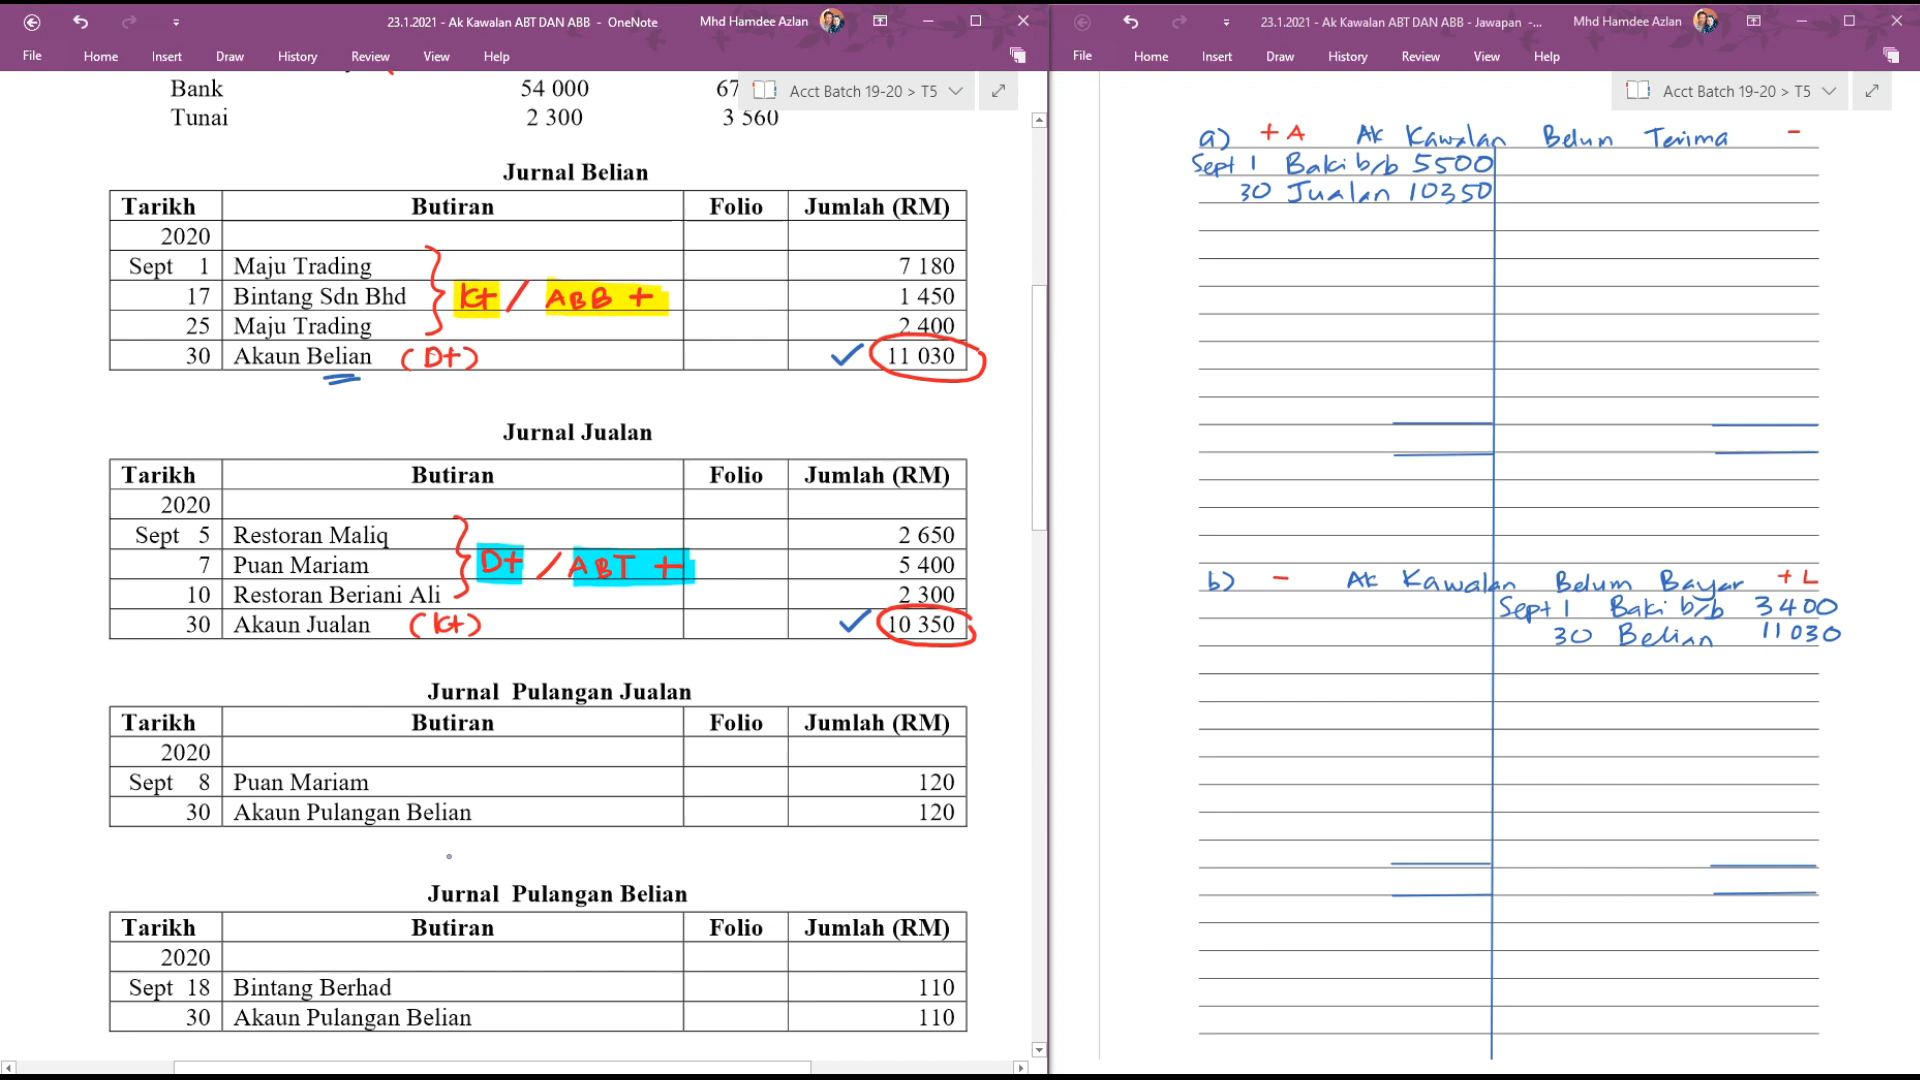 23.1.2021 - Ak Kawalan ABT DAN ABB - OneNote
Mhd Hamdee Azlan
File Home Insert Draw History Review View Help
Acct Batch 19-20 > T5
Bank 54 000 67
Tunai 2 300 3 560
Jurnal Belian
Tarikh Butiran Folio Jumlah (RM)
2020
Sept 1 Maju Trading 7 180
17 Bintang Sdn Bhd 1 450
Kt / ABB +
25 Maju Trading 2 400
30 Akaun Belian (Dt) 11 030
Jurnal Jualan
Tarikh Butiran Folio Jumlah (RM)
2020
Sept 5 Restoran Maliq 2 650
7 Puan Mariam 5 400
Dt / ABT +
10 Restoran Beriani Ali 2 300
30 Akaun Jualan (Kt) 10 350
Jurnal Pulangan Jualan
Tarikh Butiran Folio Jumlah (RM)
2020
Sept 8 Puan Mariam 120
30 Akaun Pulangan Belian 120
Jurnal Pulangan Belian
Tarikh Butiran Folio Jumlah (RM)
2020
Sept 18 Bintang Berhad 110
30 Akaun Pulangan Belian 110
23.1.2021 - Ak Kawalan ABT DAN ABB - Jawapan -...
Mhd Hamdee Azlan
File Home Insert Draw History Review View Help
Acct Batch 19-20 > T5
a) + A Ak Kawalan Belum Terima -
Sept 1 Baki b/b 5500
30 Jualan 10350
b) - Ak Kawalan Belum Bayar + L
Sept 1 Baki b/b 3400
30 Belian 11030